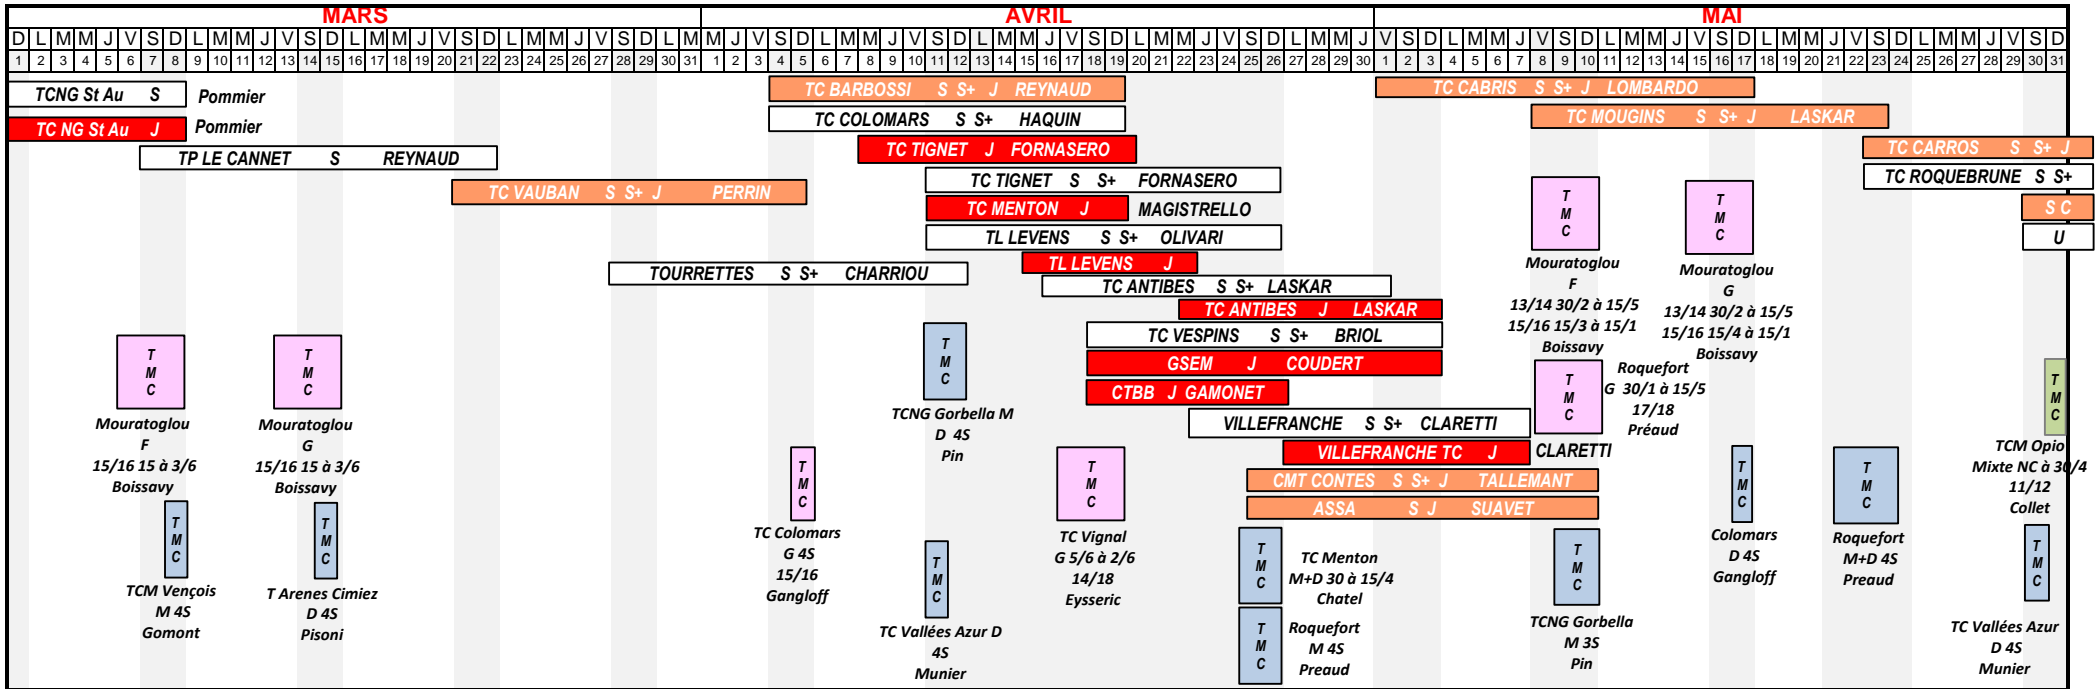 MARS AVRIL MAI
D L M M J V S D L M M J V S D L M M J V S D L M M J V S D L M M J V S D L M M J V S D L M M J V S D L M M J V S D L M M J V S D L M M J V S D L M M J V S D L M M J V S D L M M J V S D
1 2 3 4 5 6 7 8 9 10 11 12 13 14 15 16 17 18 19 20 21 22 23 24 25 26 27 28 29 30 31 1 2 3 4 5 6 7 8 9 10 11 12 13 14 15 16 17 18 19 20 21 22 23 24 25 26 27 28 29 30 1 2 3 4 5 6 7 8 9 10 11 12 13 14 15 16 17 18 19 20 21 22 23 24 25 26 27 28 29 30 31
TCNG St Au S Pommier
TC BARBOSSI S S+ J REYNAUD
TC CABRIS S S+ J LOMBARDO
TC NG St Au J Pommier
TC COLOMARS S S+ HAQUIN
TC MOUGINS S S+ J LASKAR
TP LE CANNET S REYNAUD
TC TIGNET J FORNASERO
TC CARROS S S+ J
TC VAUBAN S S+ J PERRIN
TC TIGNET S S+ FORNASERO
TC ROQUEBRUNE S S+
TC MENTON J MAGISTRELLO
S C
TL LEVENS S S+ OLIVARI
U
TOURRETTES S S+ CHARRIOU
TL LEVENS J
TC ANTIBES S S+ LASKAR
TC ANTIBES J LASKAR
TC VESPINS S S+ BRIOL
GSEM J COUDERT
CTBB J GAMONET
VILLEFRANCHE S S+ CLARETTI
VILLEFRANCHE TC J CLARETTI
CMT CONTES S S+ J TALLEMANT
ASSA S J SUAVET
T
M
C
Mouratoglou
F
15/16 15 à 3/6
Boissavy
T
M
C
TCM Vençois
M 4S
Gomont
T
M
C
Mouratoglou
G
15/16 15 à 3/6
Boissavy
T
M
C
T Arenes Cimiez
D 4S
Pisoni
T
M
C
TC Colomars
G 4S
15/16
Gangloff
T
M
C
TCNG Gorbella M
D 4S
Pin
T
M
C
TC Vallées Azur D
4S
Munier
T
M
C
TC Vignal
G 5/6 à 2/6
14/18
Eysseric
T
M
C
TC Menton
M+D 30 à 15/4
Chatel
T
M
C
Roquefort
M 4S
Preaud
T
M
C
Mouratoglou
F
13/14 30/2 à 15/5
15/16 15/3 à 15/1
Boissavy
T
M
C
Roquefort
G 30/1 à 15/5
17/18
Préaud
T
M
C
TCNG Gorbella
M 3S
Pin
T
M
C
Mouratoglou
G
13/14 30/2 à 15/5
15/16 15/4 à 15/1
Boissavy
T
M
C
Colomars
D 4S
Gangloff
T
M
C
Roquefort
M+D 4S
Preaud
T
M
C
TCM Opio
Mixte NC à 30/4
11/12
Collet
T
M
C
TC Vallées Azur
D 4S
Munier